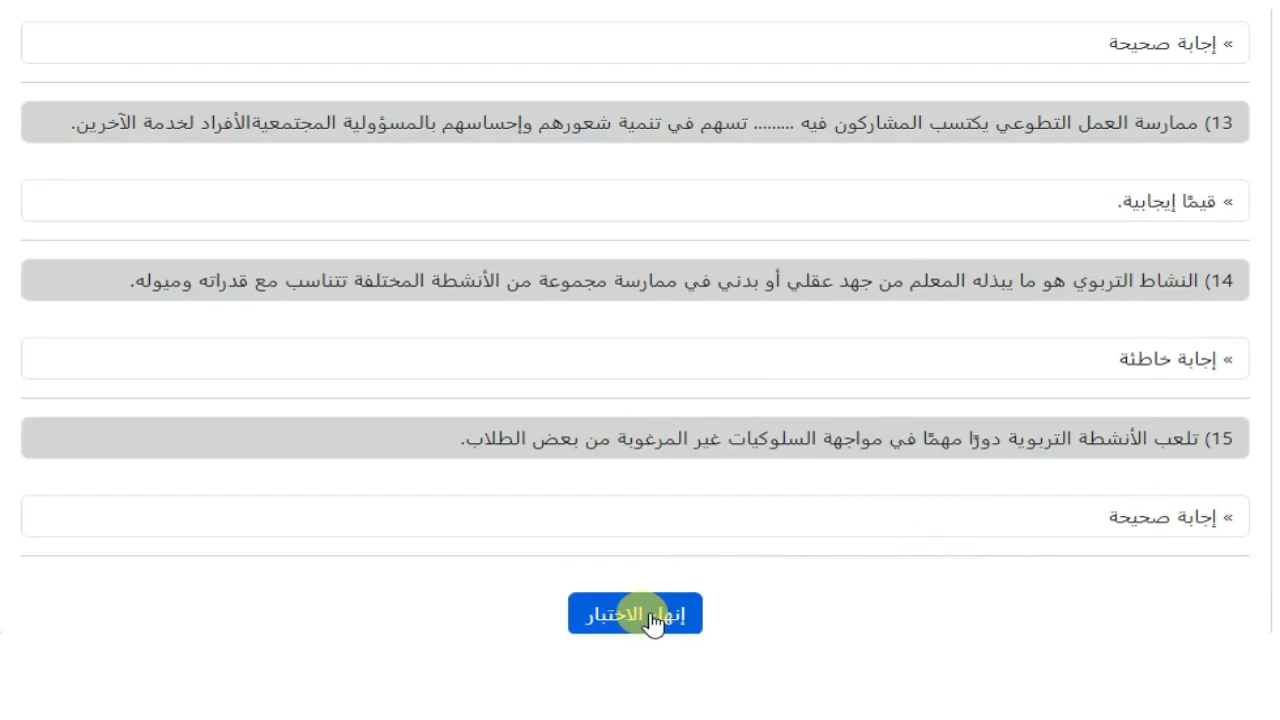 » إجابة صحيحة
13) ممارسة العمل التطوعي يكتسب المشاركون فيه ......... تسهم في تنمية شعورهم وإحساسهم بالمسؤولية المجتمعيةالأفراد لخدمة الآخرين.
» قيمًا إيجابية.
14) النشاط التربوي هو ما يبذله المعلم من جهد عقلي أو بدني في ممارسة مجموعة من الأنشطة المختلفة تتناسب مع قدراته وميوله.
» إجابة خاطئة
15) تلعب الأنشطة التربوية دورًا مهمًا في مواجهة السلوكيات غير المرغوبة من بعض الطلاب.
» إجابة صحيحة
إنهاء الاختبار